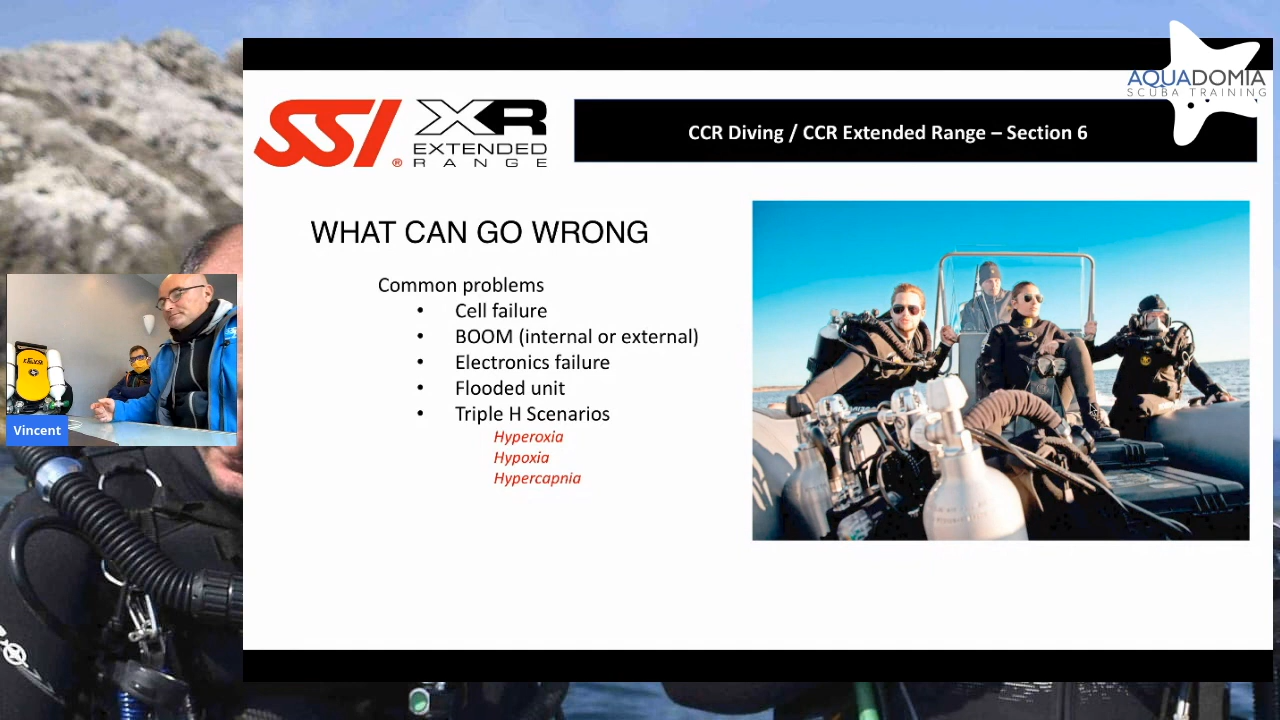 AQUADOMIA
SCUBA TRAINING
SSI®
XR
EXTENDED
RANGE
CCR Diving / CCR Extended Range – Section 6
WHAT CAN GO WRONG
Common problems
• Cell failure
• BOOM (internal or external)
• Electronics failure
• Flooded unit
• Triple H Scenarios
Hyperoxia
Hypoxia
Hypercapnia
Vincent